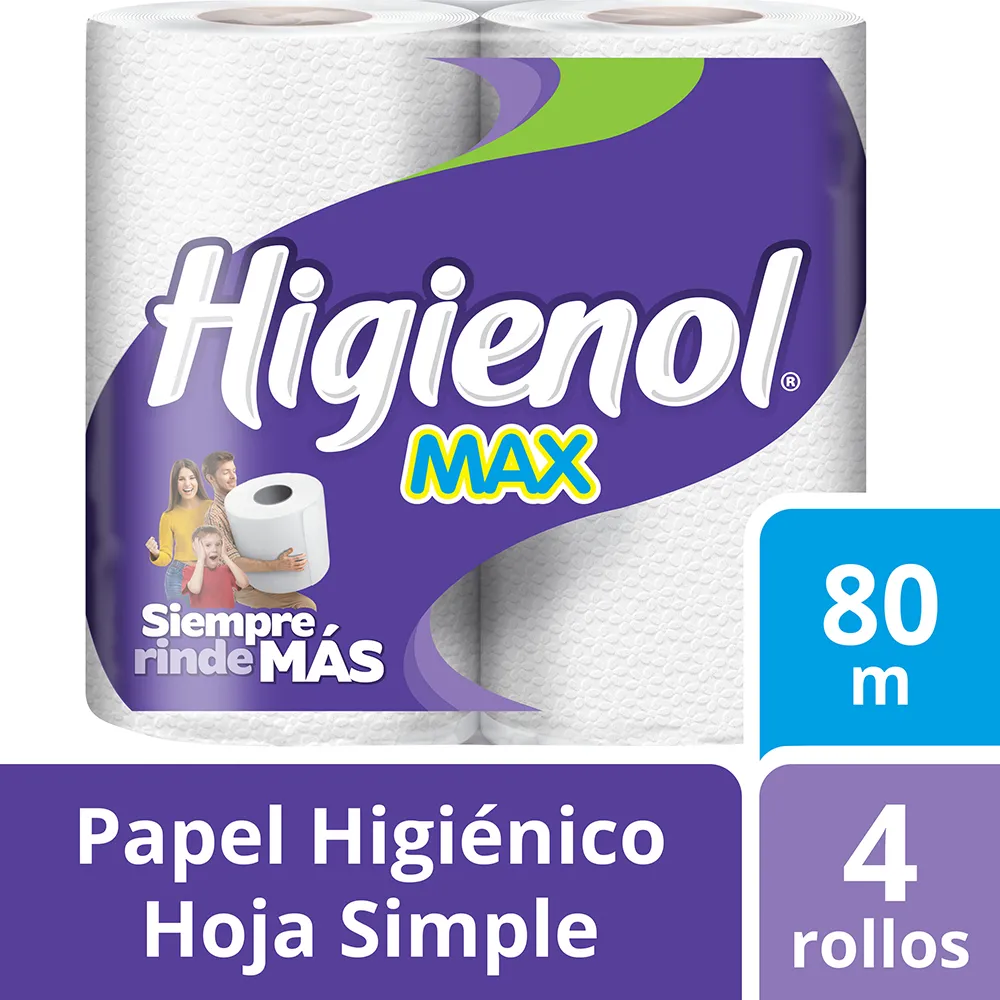 Higienol®
MAX
Siempre
rinde MÁS
80
m
Papel Higiénico
Hoja Simple
4
rollos